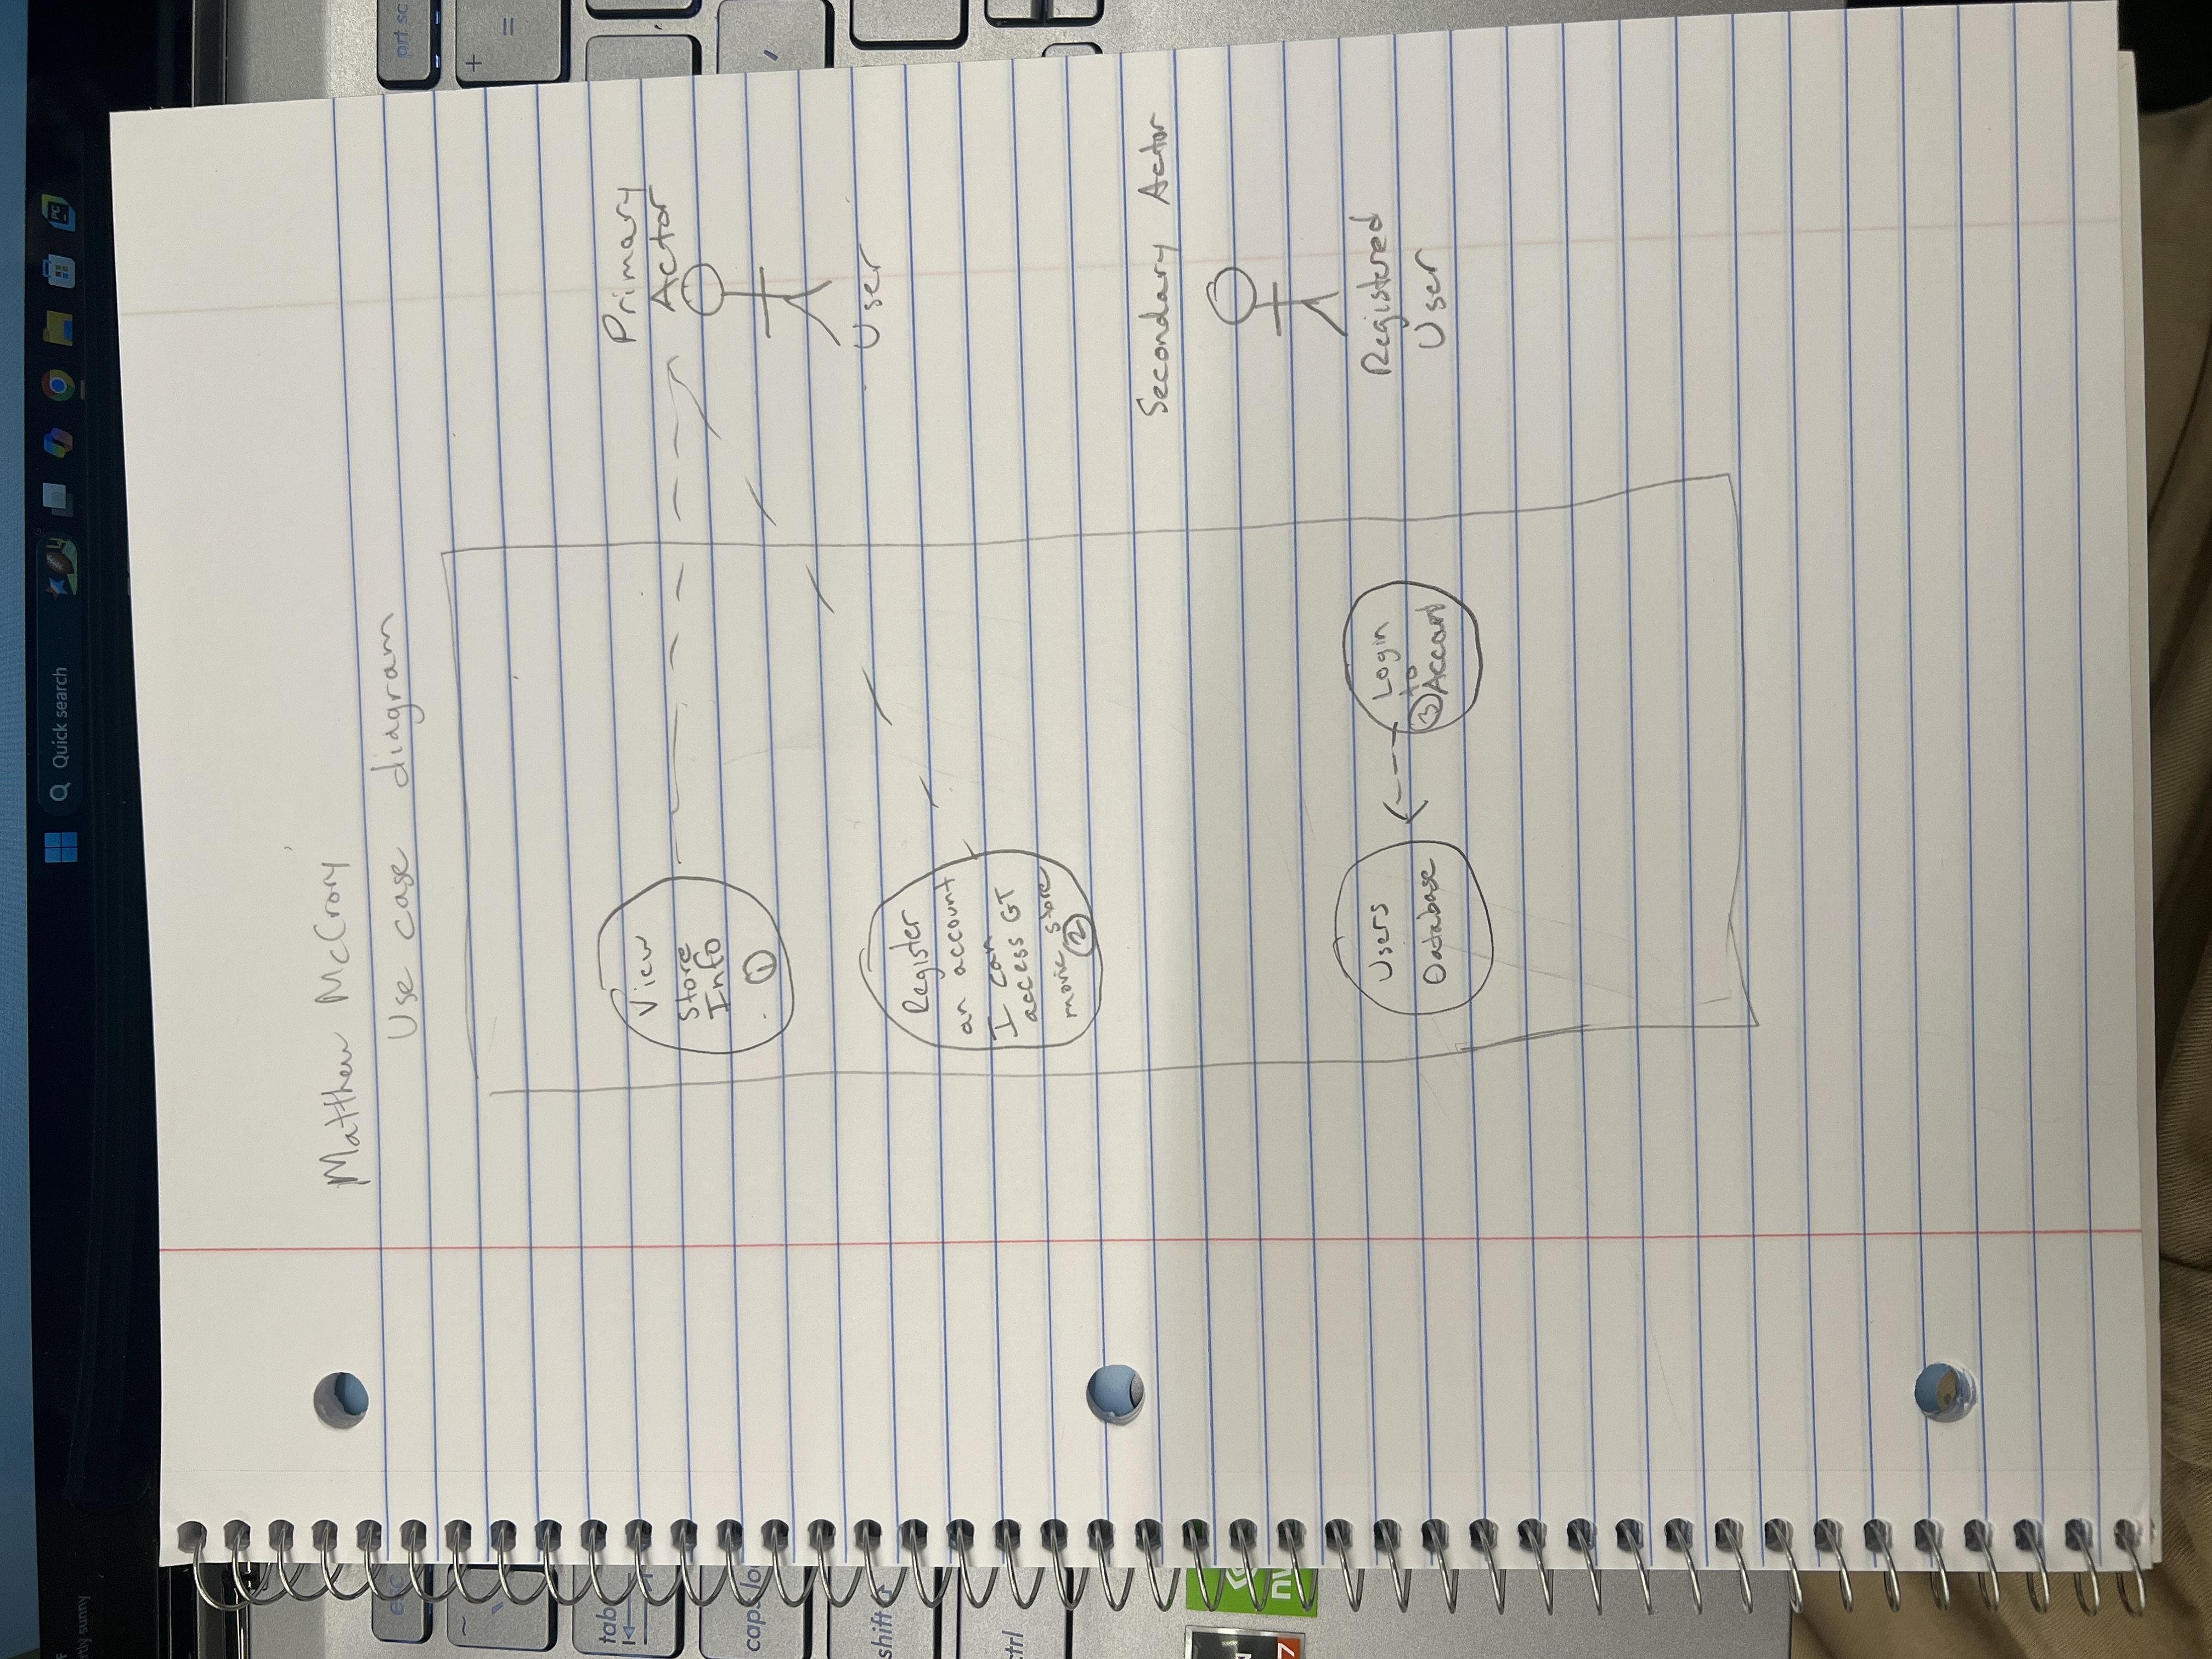 F
rtly sunny
Quick search
PC
Matthew McCrory
Use case diagram
View
Store
Info
1
Primary
Actor
User
Register
an account
I can
access GT
movie store
2
Secondary Actor
Registered
User
Users
Database
Login
to
3 Account
esc
~
tab
caps lo
shift
ctrl
7
prt sc
+
=